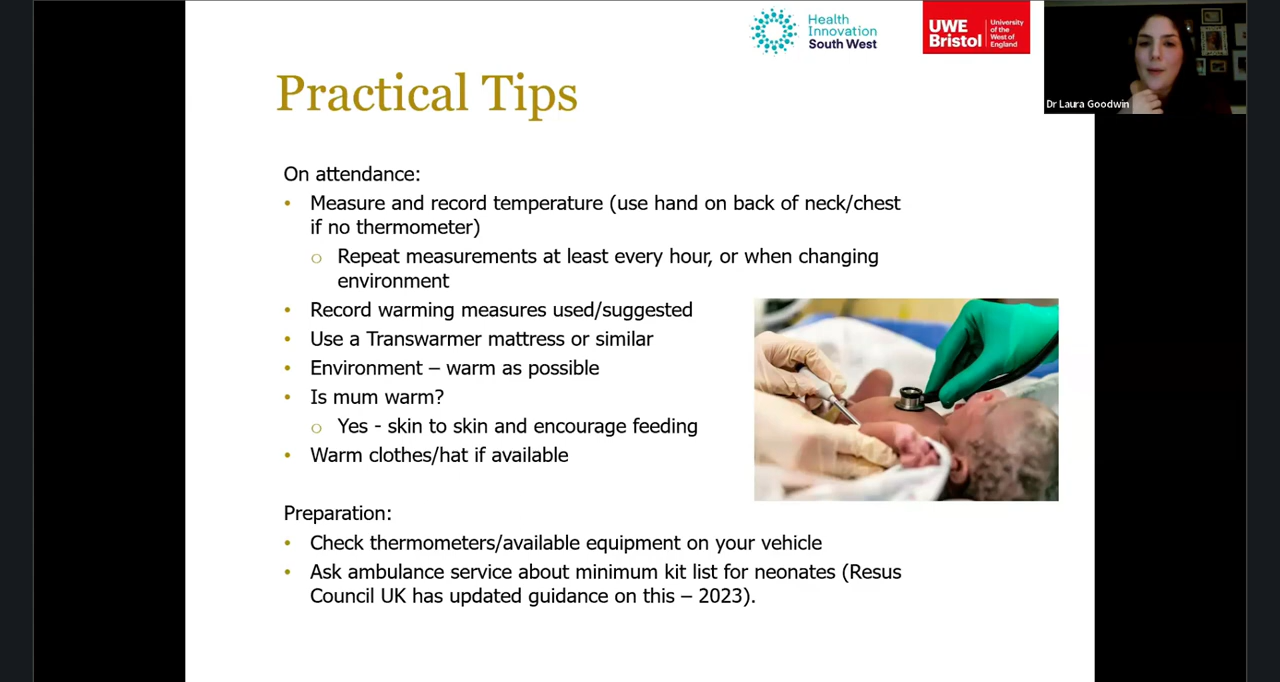 Health
Innovation
South West
UWE
Bristol
University
of the
West of
England
Dr Laura Goodwin
Practical Tips
On attendance:
• Measure and record temperature (use hand on back of neck/chest
if no thermometer)
o Repeat measurements at least every hour, or when changing
environment
• Record warming measures used/suggested
• Use a Transwarmer mattress or similar
• Environment – warm as possible
• Is mum warm?
o Yes - skin to skin and encourage feeding
• Warm clothes/hat if available
Preparation:
• Check thermometers/available equipment on your vehicle
• Ask ambulance service about minimum kit list for neonates (Resus
Council UK has updated guidance on this – 2023).